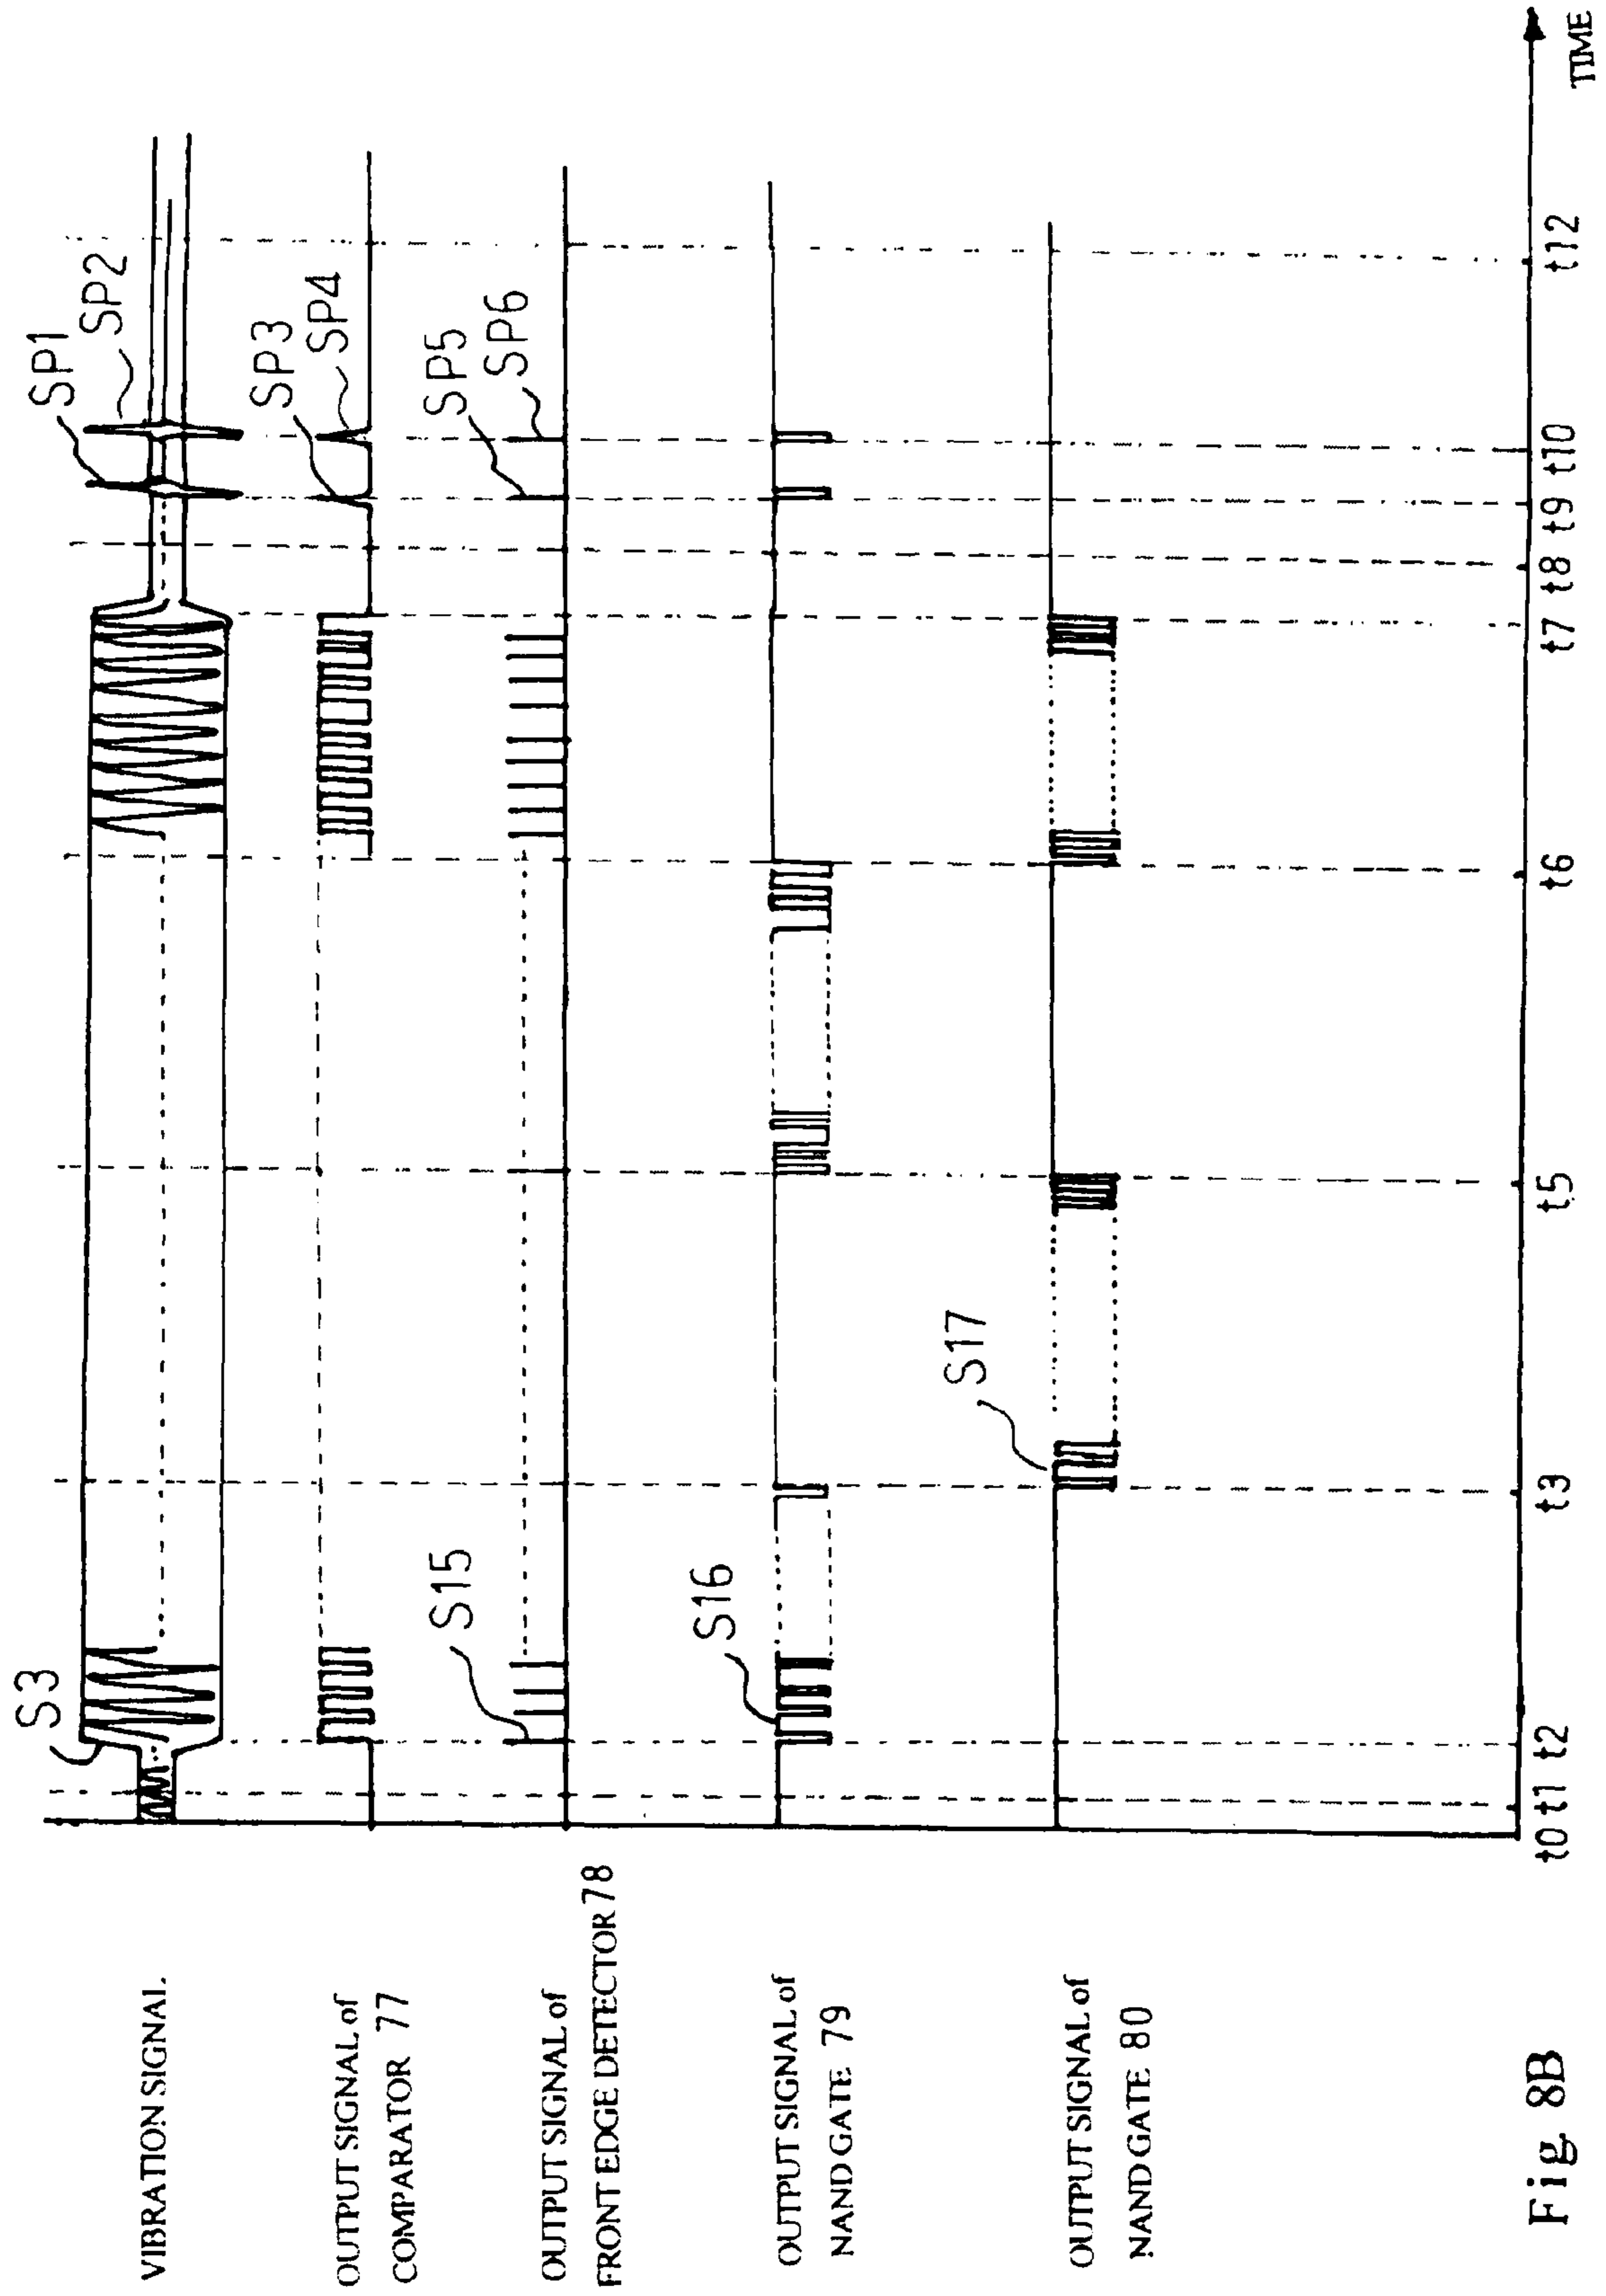 VIBRATION SIGNAL
S3
SP1
SP2
OUTPUT SIGNAL of
COMPARATOR 77
SP3
SP4
OUTPUT SIGNAL of
FRONT EDGE DETECTOR 78
S15
SP5
SP6
OUTPUT SIGNAL of
NAND GATE 79
S16
OUTPUT SIGNAL of
NAND GATE 80
S17
t0 t1 t2 t3 t5 t6 t7 t8 t9 t10 t12
TIME
Fig 8B